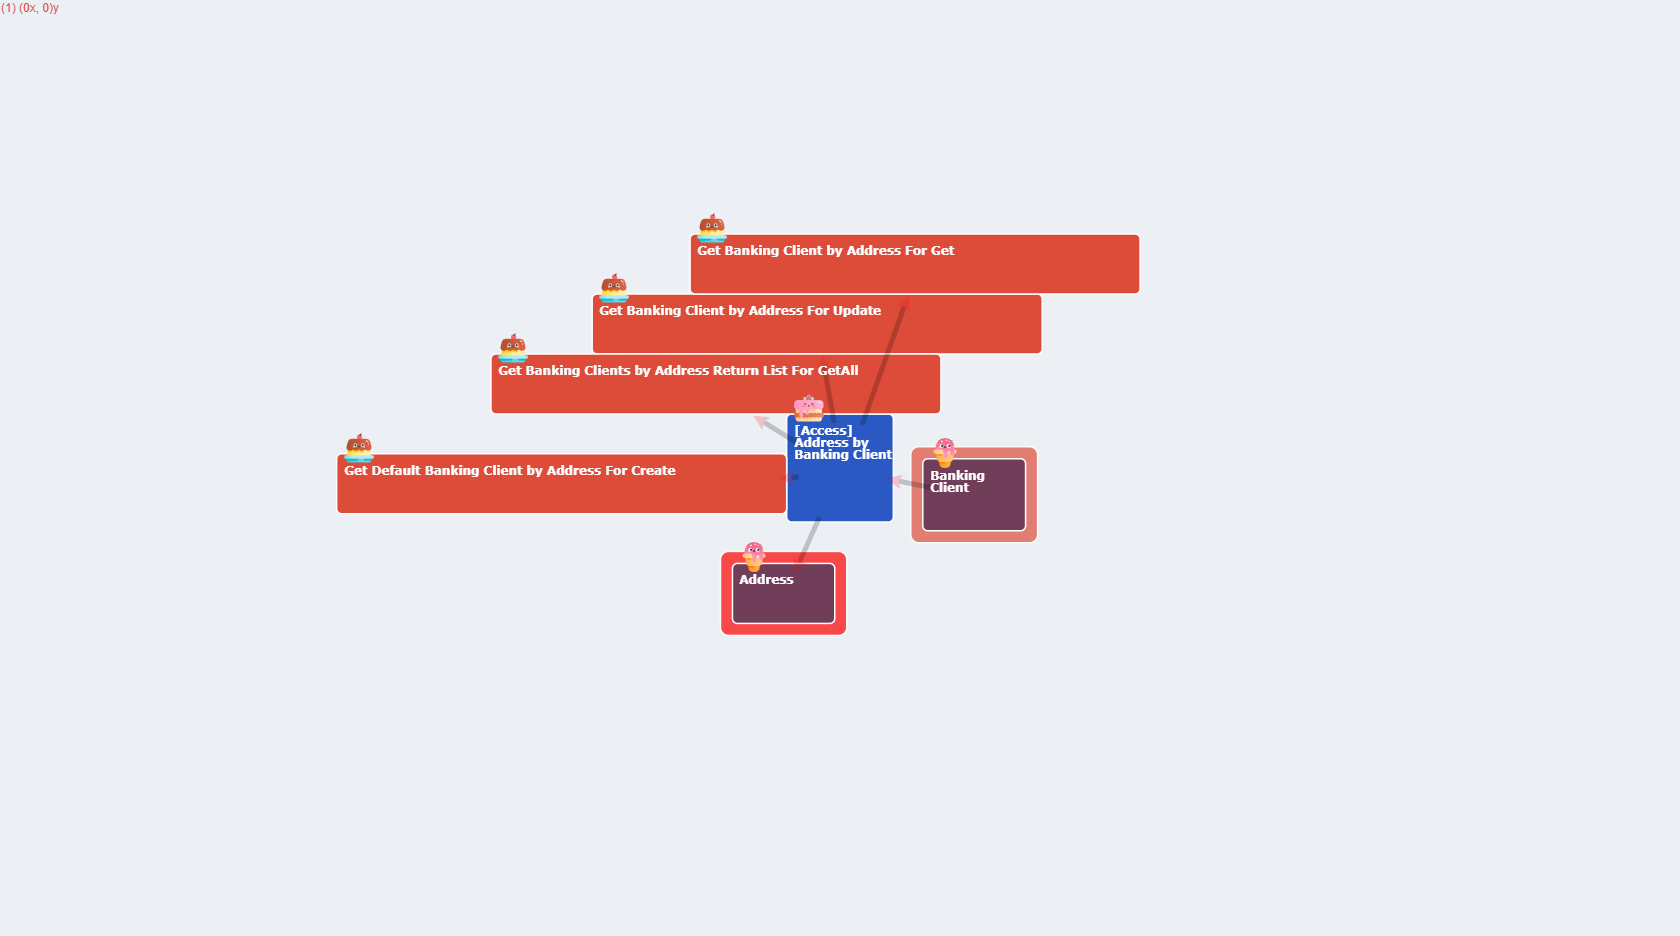 (1) (0x, 0)y
Get Banking Client by Address For Get
Get Banking Client by Address For Update
Get Banking Clients by Address Return List For GetAll
[Access]
Address by
Banking Client
Get Default Banking Client by Address For Create
Banking
Client
Address